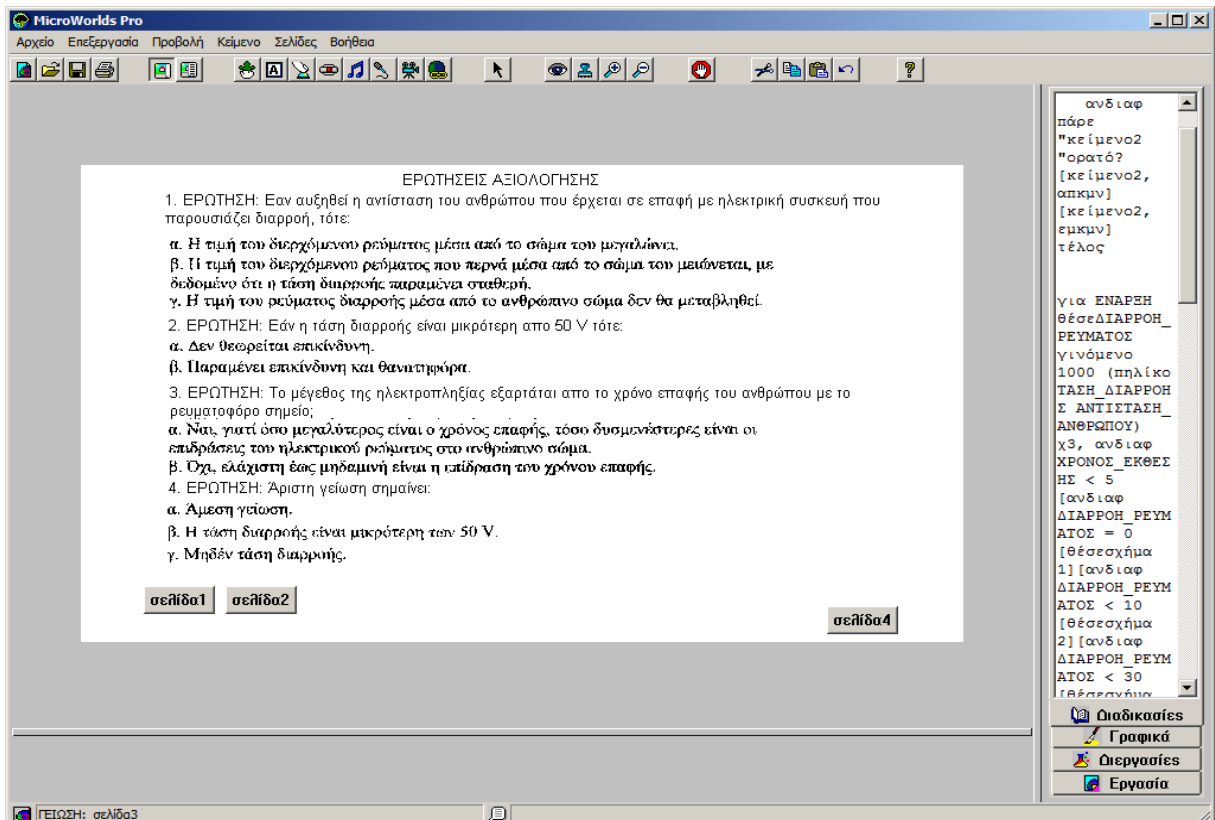 MicroWorlds Pro
Αρχείο Επεξεργασία Προβολή Κείμενο Σελίδες Βοήθεια
ΕΡΩΤΗΣΕΙΣ ΑΞΙΟΛΟΓΗΣΗΣ
1. ΕΡΩΤΗΣΗ: Εαν αυξηθεί η αντίσταση του ανθρώπου που έρχεται σε επαφή με ηλεκτρική συσκευή που
παρουσιάζει διαρροή, τότε:
α. Η τιμή του διερχόμενου ρεύματος μέσα από το σώμα του μεγαλώνει.
β. Η τιμή του διερχόμενου ρεύματος που περνά μέσα από το σώμα του μειώνεται, με
δεδομένο ότι η τάση διαρροής παραμένει σταθερή.
γ. Η τιμή του ρεύματος διαρροής μέσα από το ανθρώπινο σώμα δεν θα μεταβληθεί.
2. ΕΡΩΤΗΣΗ: Εάν η τάση διαρροής είναι μικρότερη απο 50 V τότε:
α. Δεν θεωρείται επικίνδυνη.
β. Παραμένει επικίνδυνη και θανατηφόρα.
3. ΕΡΩΤΗΣΗ: Το μέγεθος της ηλεκτροπληξίας εξαρτάται απο το χρόνο επαφής του ανθρώπου με το
ρευματοφόρο σημείο;
α. Ναι, γιατί όσο μεγαλύτερος είναι ο χρόνος επαφής, τόσο δυσμενέστερες είναι οι
επιδράσεις του ηλεκτρικού ρεύματος στο ανθρώπινο σώμα.
β. Όχι, ελάχιστη έως μηδαμινή είναι η επίδραση του χρόνου επαφής.
4. ΕΡΩΤΗΣΗ: Άριστη γείωση σημαίνει:
α. Άμεση γείωση.
β. Η τάση διαρροής είναι μικρότερη των 50 V.
γ. Μηδέν τάση διαρροής.
σελίδα1 σελίδα2
σελίδα4
ανδιαφ
πάρε
"κείμενο2
"ορατό?
[κείμενο2,
απκμν]
[κείμενο2,
εμκμν]
τέλος
για ΕΝΑΡΞΗ
θέσεΔΙΑΡΡΟΗ_
ΡΕΥΜΑΤΟΣ
γινόμενο
1000 (πηλίκο
ΤΑΣΗ_ΔΙΑΡΡΟΗ
Σ ΑΝΤΙΣΤΑΣΗ_
ΑΝΘΡΩΠΟΥ)
χ3, ανδιαφ
ΧΡΟΝΟΣ_ΕΚΘΕΣ
ΗΣ < 5
[ανδιαφ
ΔΙΑΡΡΟΗ_ΡΕΥΜ
ΑΤΟΣ = 0
[θέσεσχήμα
1][ανδιαφ
ΔΙΑΡΡΟΗ_ΡΕΥΜ
ΑΤΟΣ < 10
[θέσεσχήμα
2][ανδιαφ
ΔΙΑΡΡΟΗ_ΡΕΥΜ
ΑΤΟΣ < 30
[θέσεσχήμα
Διαδικασίες
Γραφικά
Διεργασίες
Εργασία
ΓΕΙΩΣΗ: σελίδα3